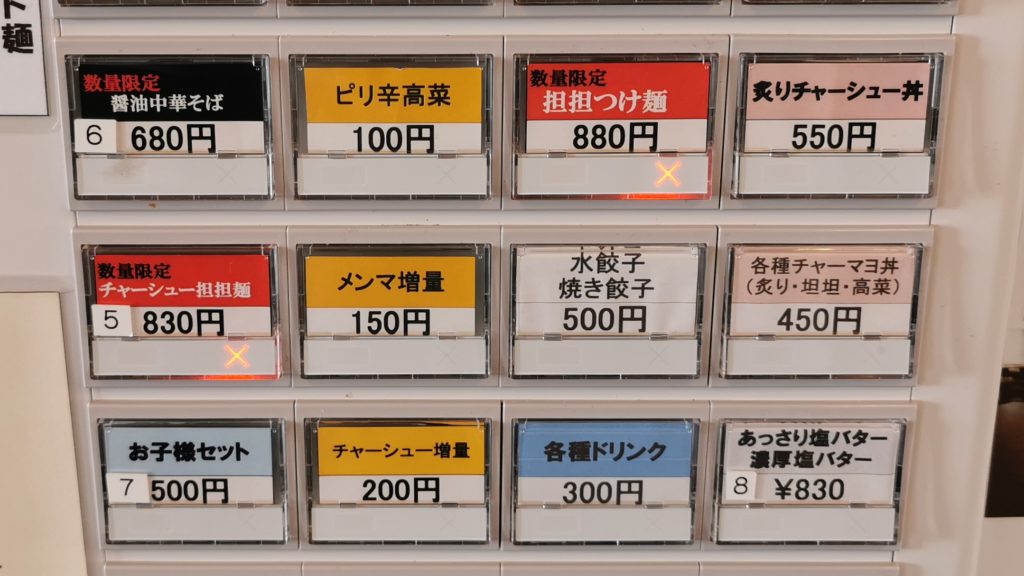 ト麺
数量限定
醤油中華そば
6 680円
ピリ辛高菜
100円
数量限定
担担つけ麺
880円
×
炙りチャーシュー丼
550円
数量限定
チャーシュー担担麺
5 830円
×
メンマ増量
150円
水餃子
焼き餃子
500円
各種チャーマヨ丼
(炙り・坦坦・高菜)
450円
お子様セット
7 500円
チャーシュー増量
200円
各種ドリンク
300円
あっさり塩バター
濃厚塩バター
8 ¥830